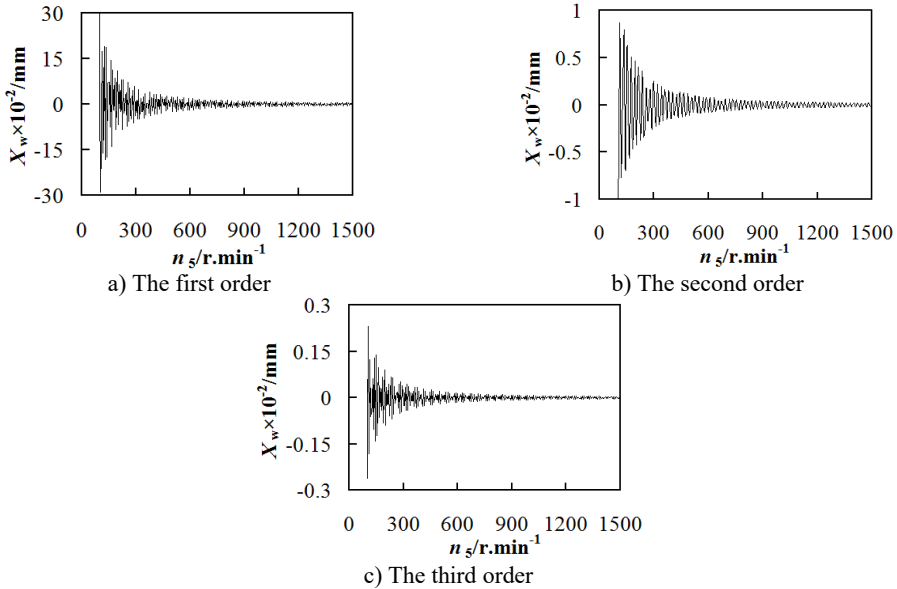 30
15
0
-15
-30
X_w×10^-2/mm
0 300 600 900 1200 1500
n_5/r.min^-1
a) The first order
1
0.5
0
-0.5
-1
X_w×10^-2/mm
0 300 600 900 1200 1500
n_5/r.min^-1
b) The second order
0.3
0.15
0
-0.15
-0.3
X_w×10^-2/mm
0 300 600 900 1200 1500
n_5/r.min^-1
c) The third order